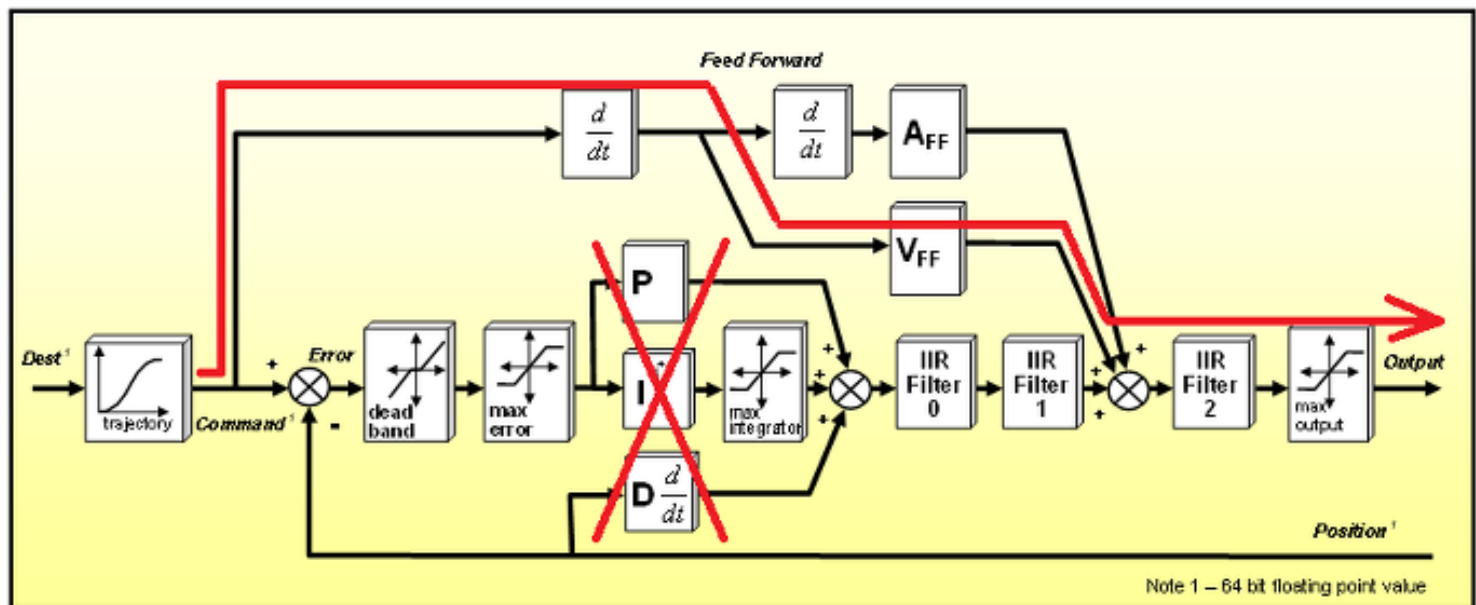 Feed Forward
d
dt
d
dt
AFF
VFF
P
I
D d
dt
Dest 1
trajectory
Command 1
+
-
Error
dead
band
max
error
max
integrator
+
+
+
IIR
Filter
0
IIR
Filter
1
+
+
+
IIR
Filter
2
max
output
Output
Position 1
Note 1 – 64 bit floating point value